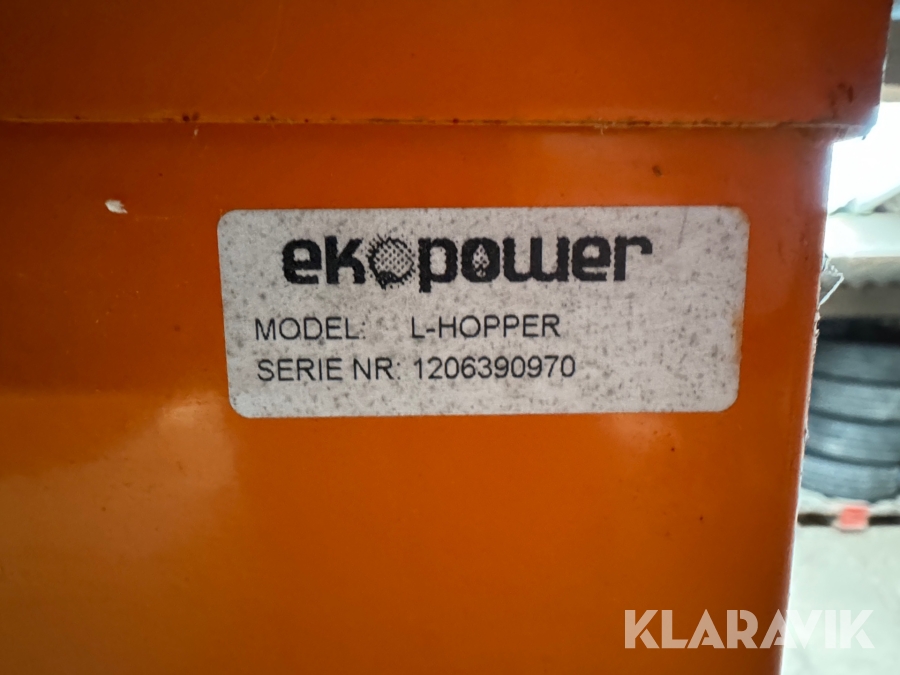 ekopower
MODEL: L-HOPPER
SERIE NR: 1206390970
KLARAVIK